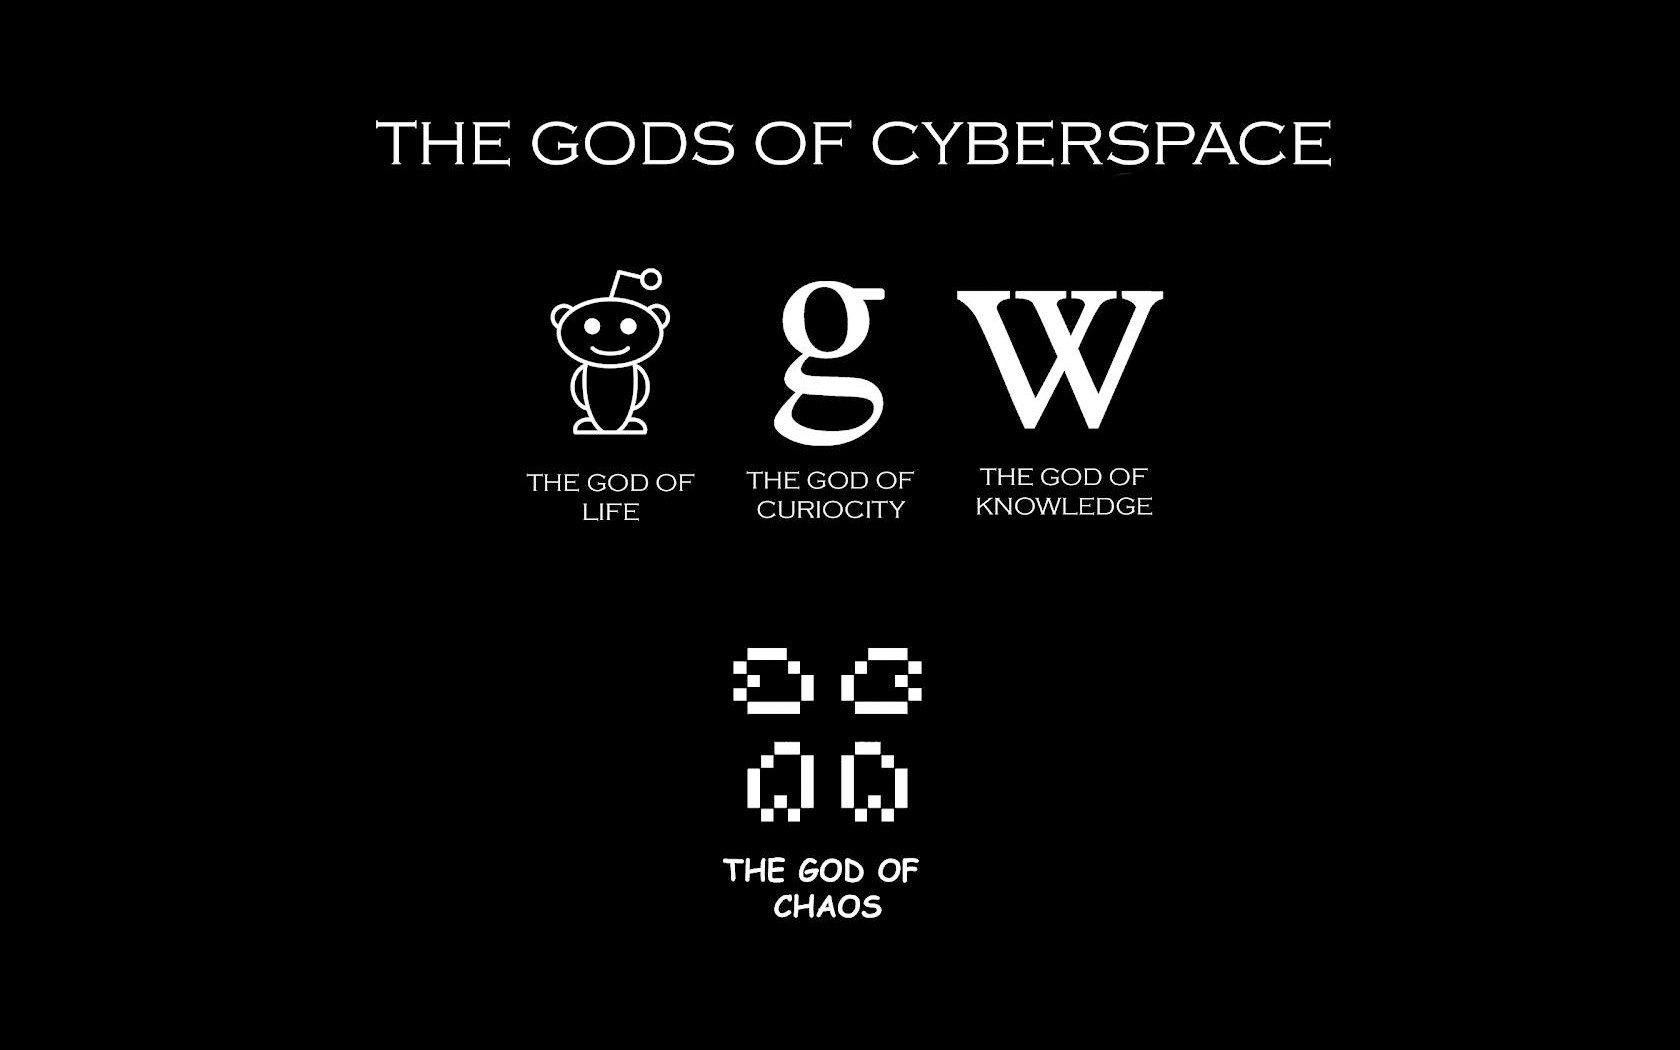 THE GODS OF CYBERSPACE
g W
THE GOD OF
LIFE
THE GOD OF
CURIOCITY
THE GOD OF
KNOWLEDGE
THE GOD OF
CHAOS